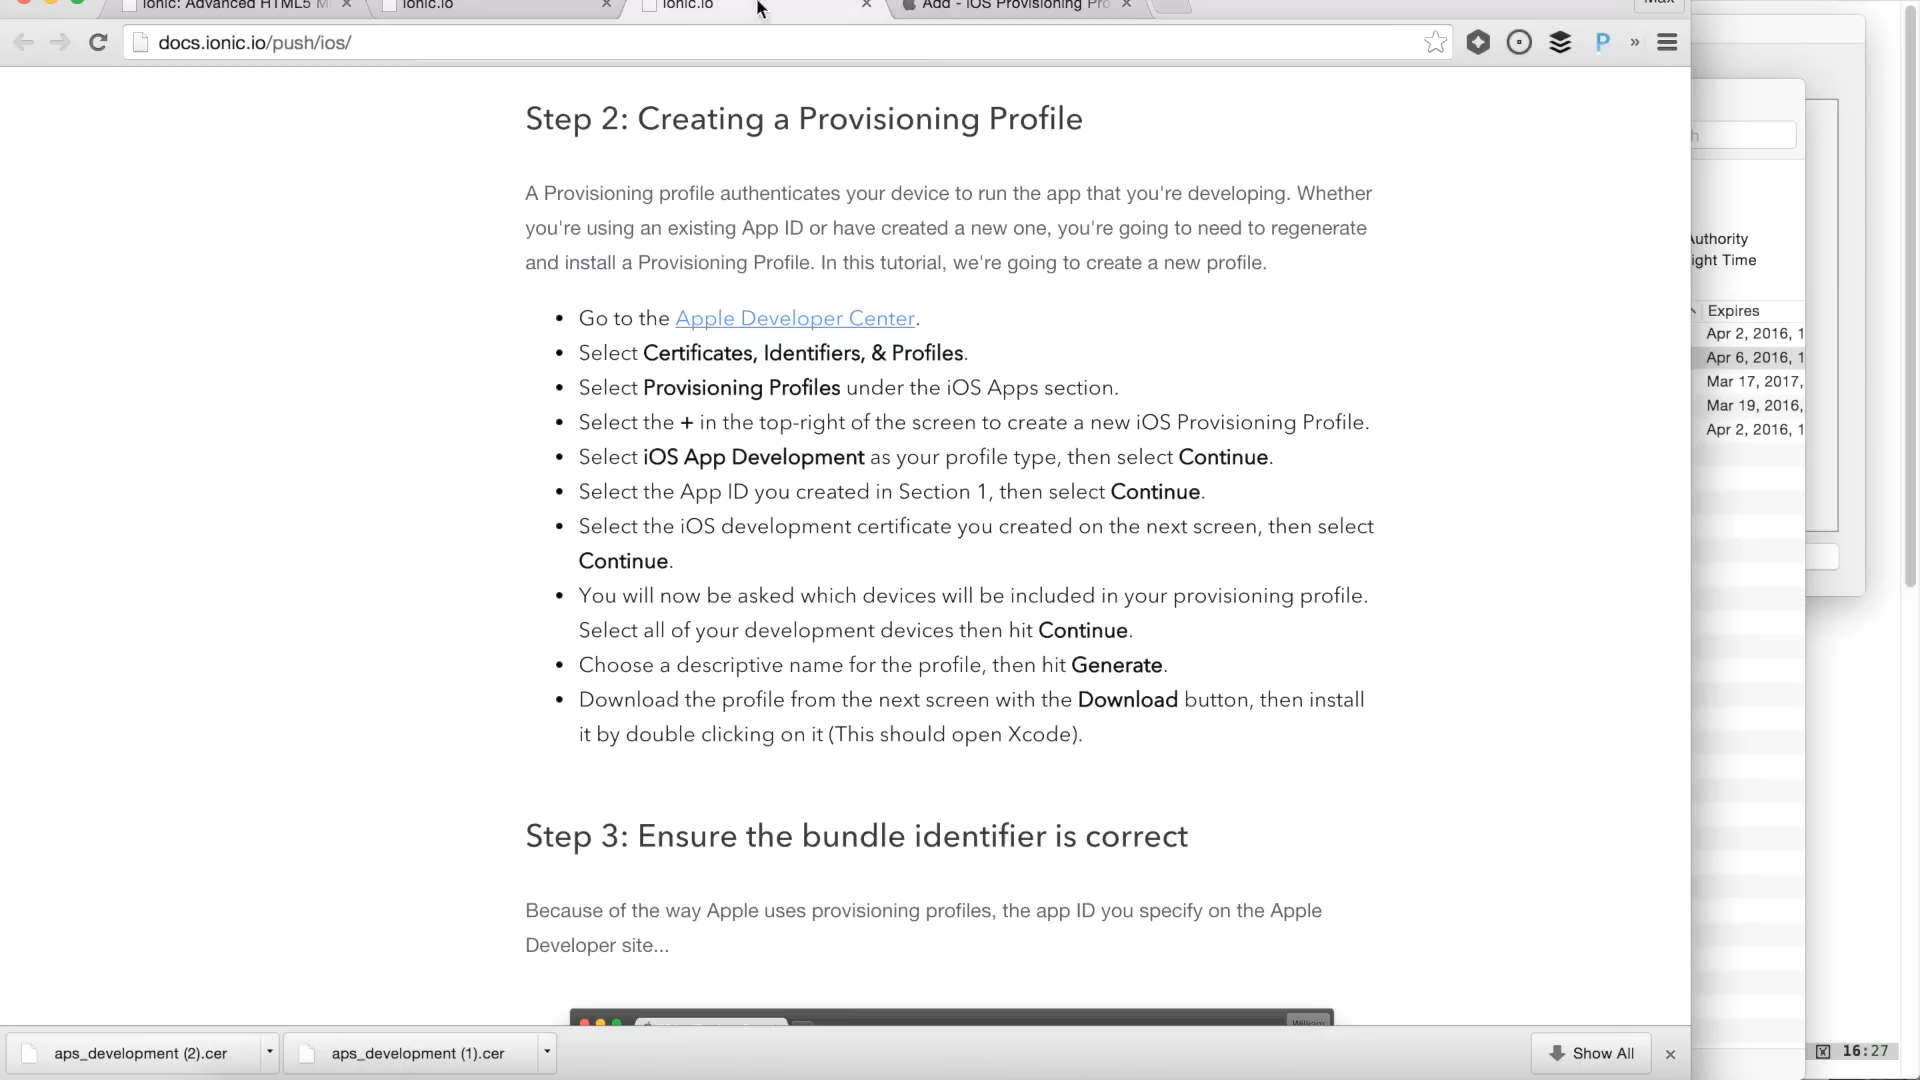 Ionic: Advanced HTML5 M
Ionic.io
Ionic.io
Add - iOS Provisioning Pro
Max
docs.ionic.io/push/ios/
Step 2: Creating a Provisioning Profile
A Provisioning profile authenticates your device to run the app that you're developing. Whether
you're using an existing App ID or have created a new one, you're going to need to regenerate
and install a Provisioning Profile. In this tutorial, we're going to create a new profile.
• Go to the Apple Developer Center.
• Select Certificates, Identifiers, & Profiles.
• Select Provisioning Profiles under the iOS Apps section.
• Select the + in the top-right of the screen to create a new iOS Provisioning Profile.
• Select iOS App Development as your profile type, then select Continue.
• Select the App ID you created in Section 1, then select Continue.
• Select the iOS development certificate you created on the next screen, then select
Continue.
• You will now be asked which devices will be included in your provisioning profile.
Select all of your development devices then hit Continue.
• Choose a descriptive name for the profile, then hit Generate.
• Download the profile from the next screen with the Download button, then install
it by double clicking on it (This should open Xcode).
Step 3: Ensure the bundle identifier is correct
Because of the way Apple uses provisioning profiles, the app ID you specify on the Apple
Developer site...
William
uthority
ight Time
Expires
Apr 2, 2016, 1
Apr 6, 2016, 1
Mar 17, 2017,
Mar 19, 2016,
Apr 2, 2016, 1
aps_development (2).cer
aps_development (1).cer
Show All
16:27